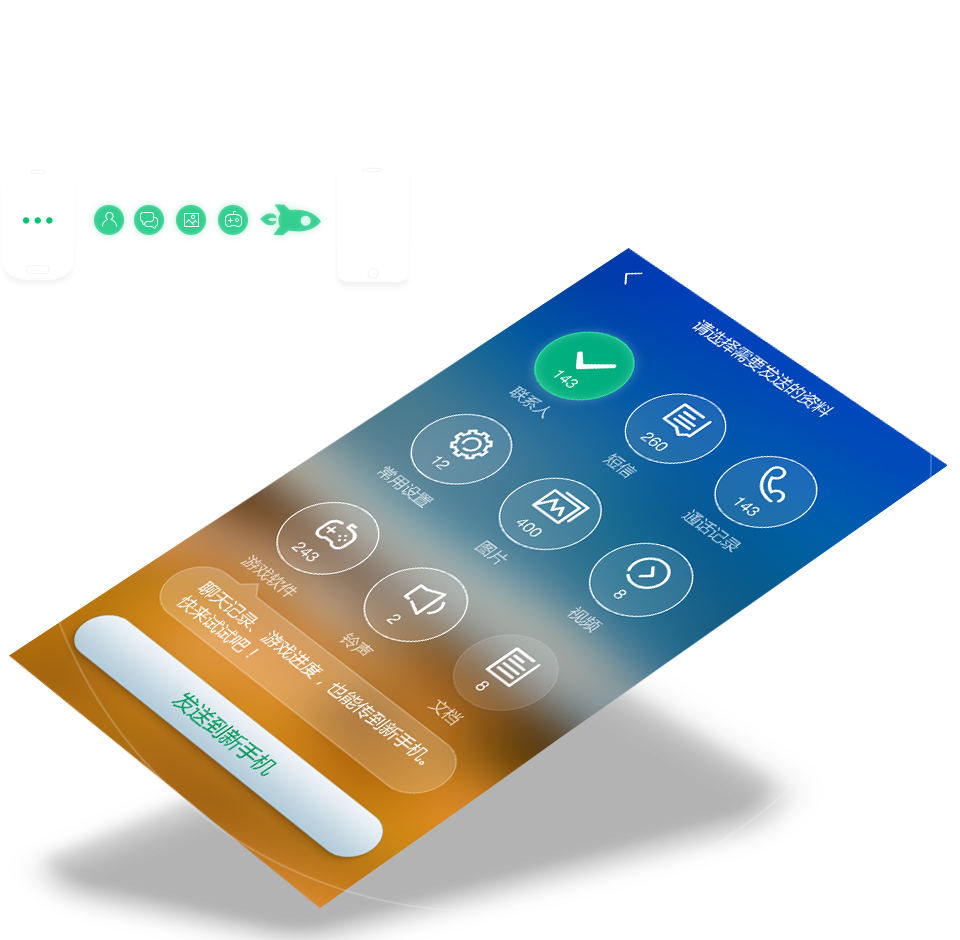 请选择需要发送的资料
143
联系人
260
短信
143
通话记录
12
常用设置
400
图片
8
视频
243
游戏软件
2
铃声
8
文档
聊天记录、游戏进度，也能传到新手机。
快来试试吧！
发送到新手机